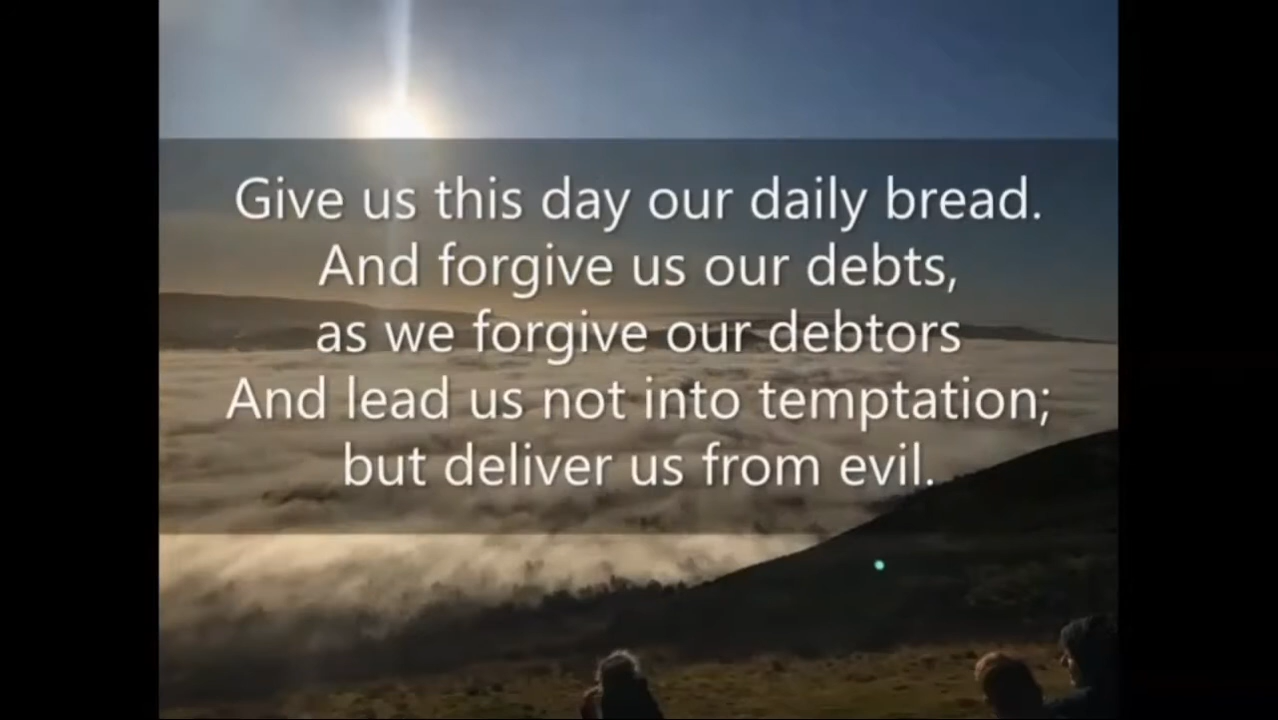 Give us this day our daily bread.
And forgive us our debts,
as we forgive our debtors
And lead us not into temptation;
but deliver us from evil.